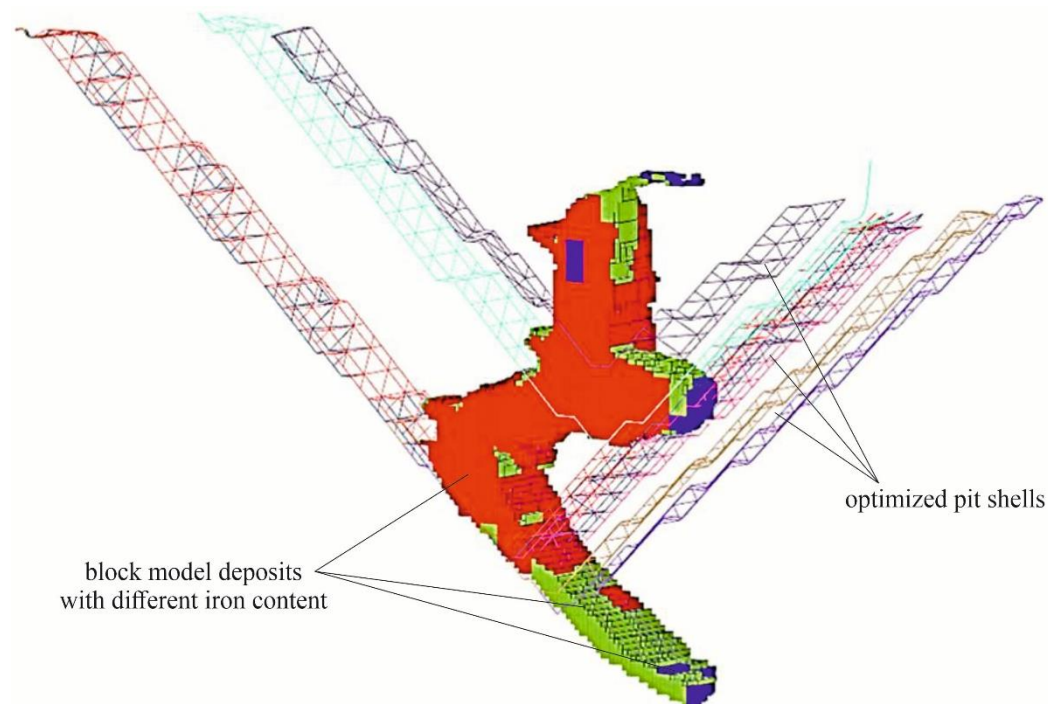 optimized pit shells
block model deposits
with different iron content